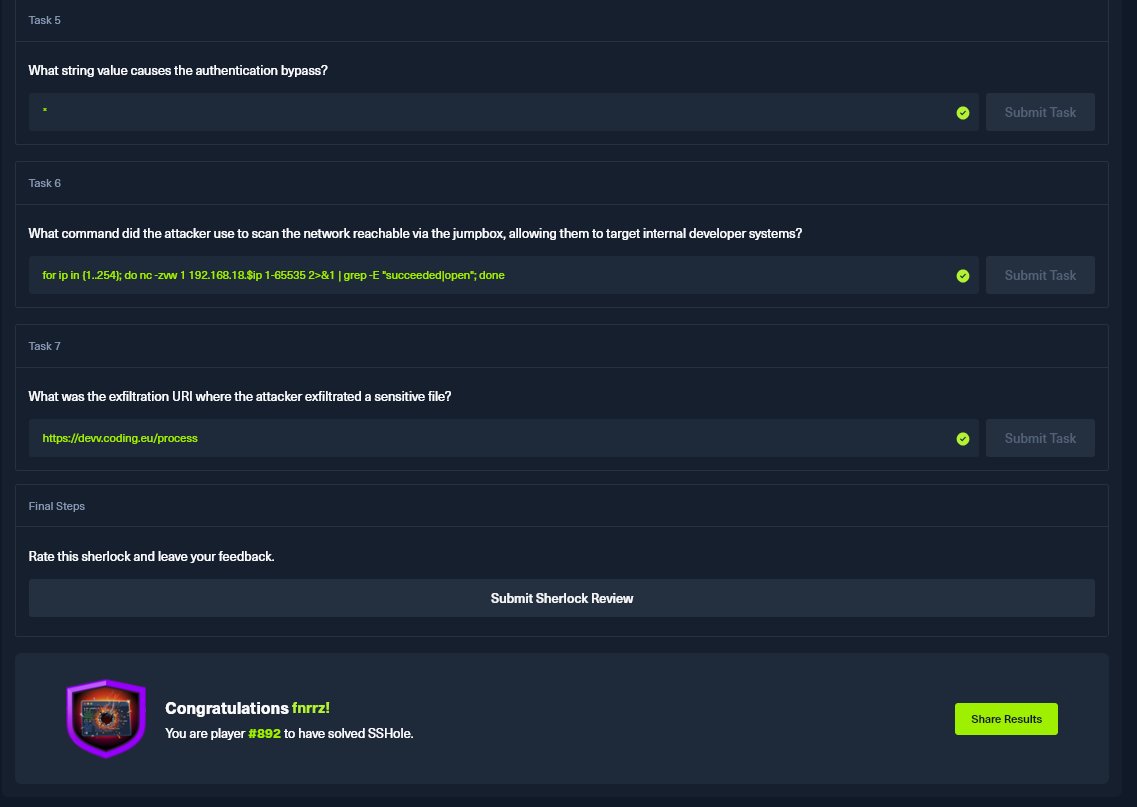 Task 5
What string value causes the authentication bypass?
*
Submit Task
Task 6
What command did the attacker use to scan the network reachable via the jumpbox, allowing them to target internal developer systems?
for ip in {1..254}; do nc -zvw 1 192.168.18.$ip 1-65535 2>&1 | grep -E "succeeded|open"; done
Submit Task
Task 7
What was the exfiltration URI where the attacker exfiltrated a sensitive file?
https://devv.coding.eu/process
Submit Task
Final Steps
Rate this sherlock and leave your feedback.
Submit Sherlock Review
Congratulations fnrrz!
You are player #892 to have solved SSHole.
Share Results